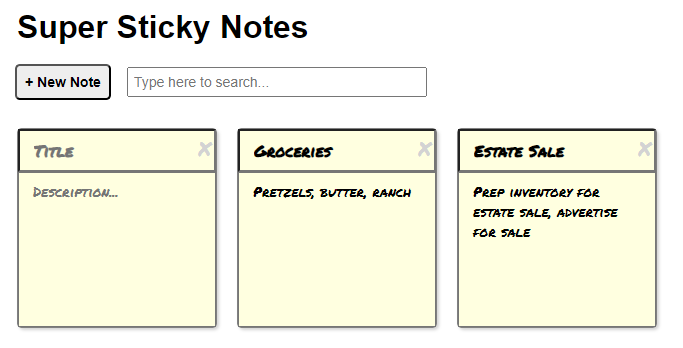 Super Sticky Notes
+ New Note
Type here to search...
Title
Groceries
Estate Sale
Description...
Pretzels, butter, ranch
Prep inventory for
estate sale, advertise
for sale